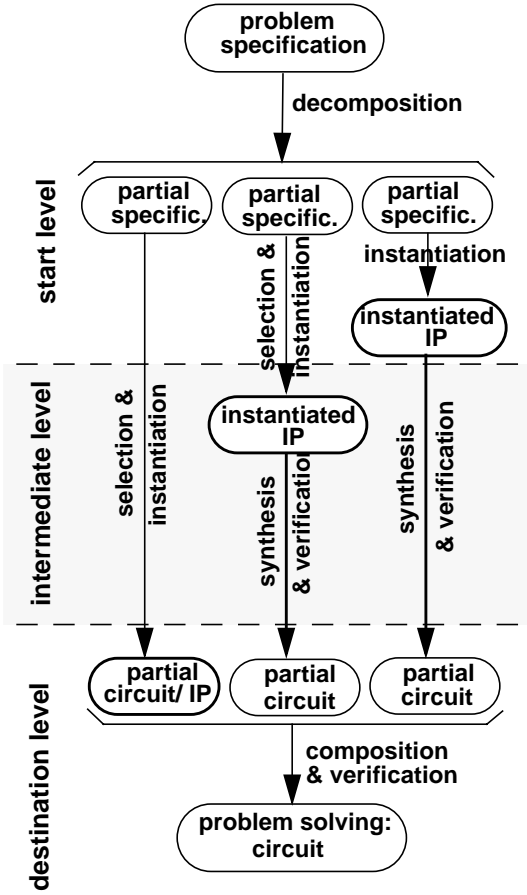 problem
specification
decomposition
start level
partial
specific.
partial
specific.
partial
specific.
selection &
instantiation
instantiation
instantiated
IP
intermediate level
selection &
instantiation
instantiated
IP
synthesis
& verification
synthesis
& verification
destination level
partial
circuit/ IP
partial
circuit
partial
circuit
composition
& verification
problem solving:
circuit